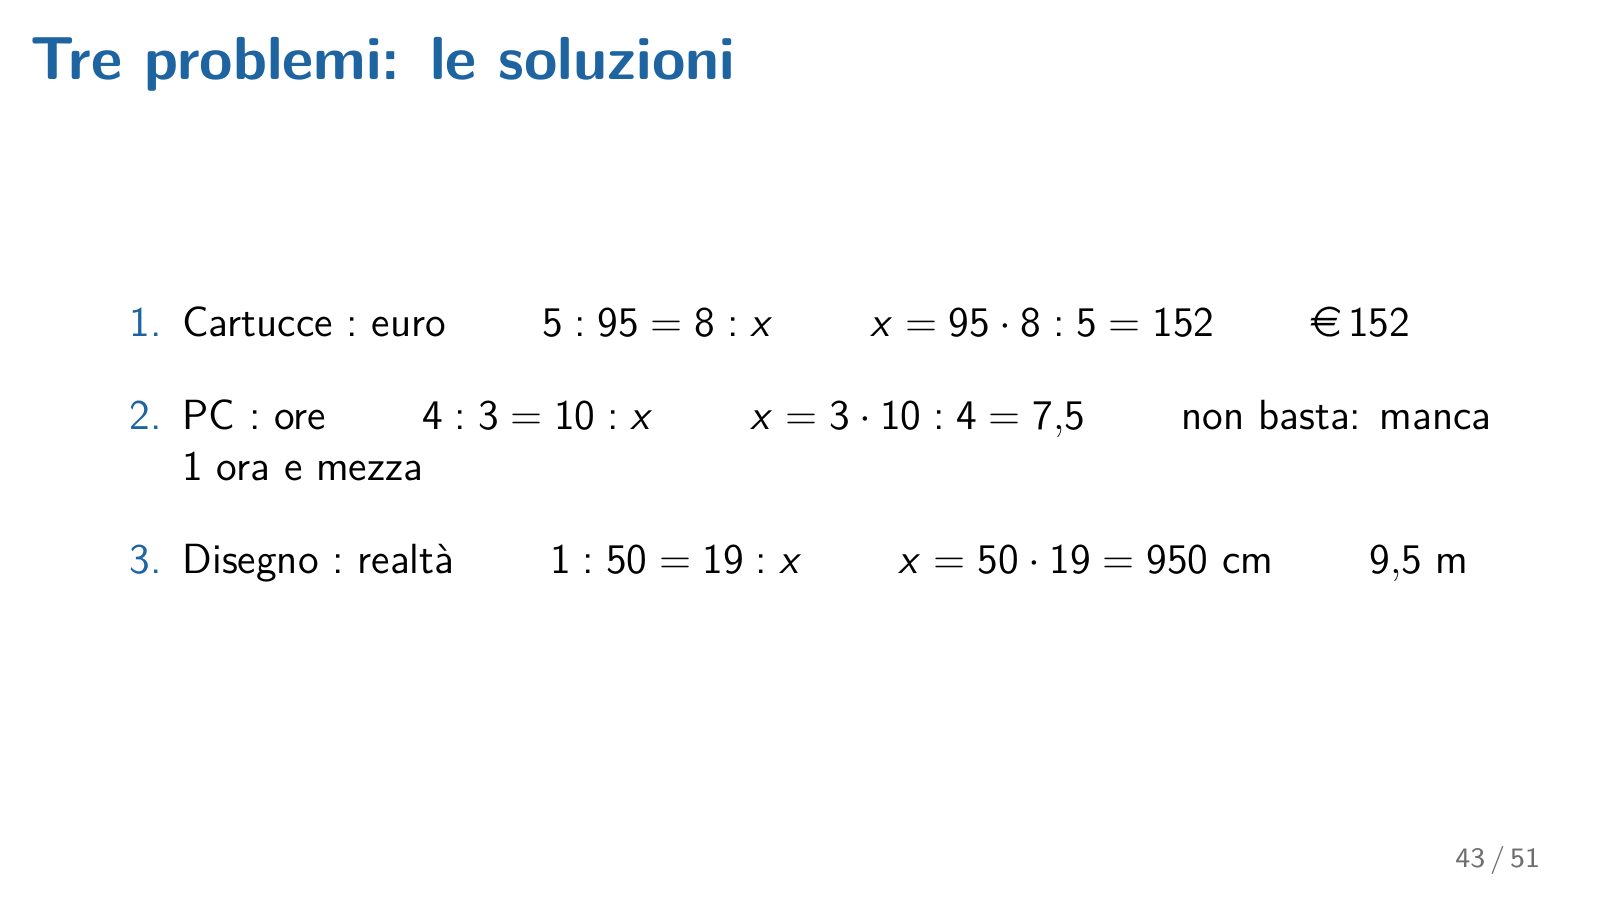 Tre problemi: le soluzioni
1. Cartucce : euro 5 : 95 = 8 : x x = 95 · 8 : 5 = 152 € 152
2. PC : ore 4 : 3 = 10 : x x = 3 · 10 : 4 = 7,5 non basta: manca
1 ora e mezza
3. Disegno : realtà 1 : 50 = 19 : x x = 50 · 19 = 950 cm 9,5 m
43 / 51